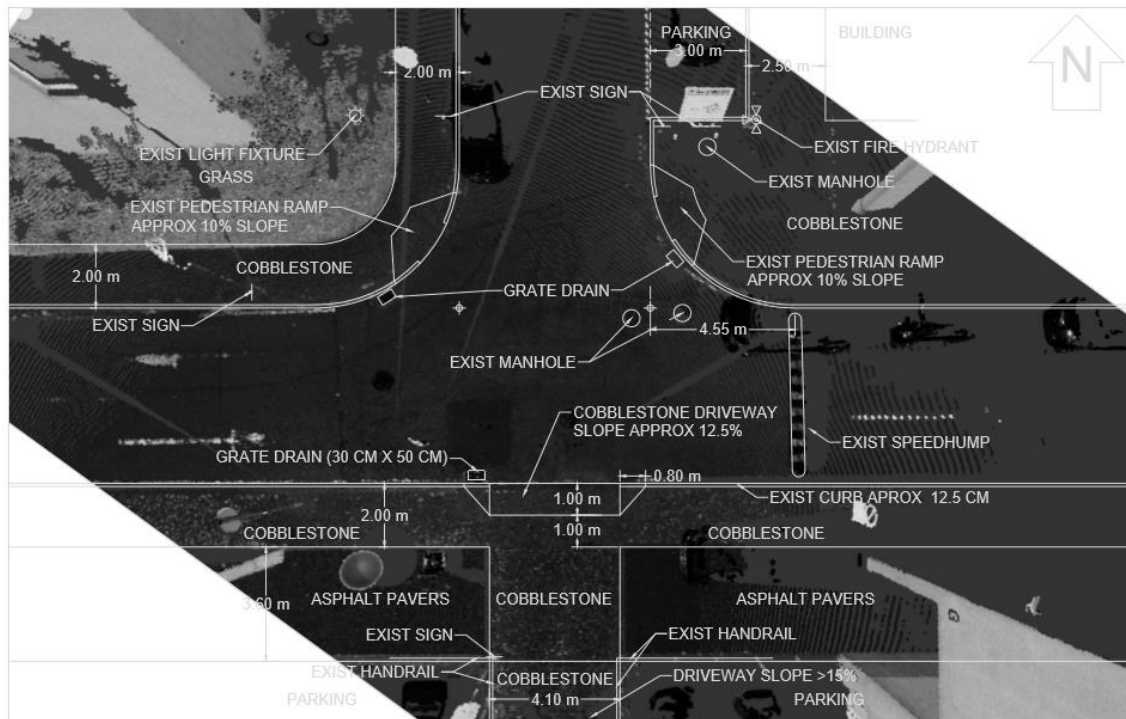 PARKING
3.00 m
BUILDING
N
2.00 m
2.50 m
EXIST SIGN
EXIST LIGHT FIXTURE
GRASS
EXIST FIRE HYDRANT
EXIST MANHOLE
EXIST PEDESTRIAN RAMP
APPROX 10% SLOPE
COBBLESTONE
2.00 m
COBBLESTONE
EXIST PEDESTRIAN RAMP
APPROX 10% SLOPE
GRATE DRAIN
EXIST SIGN
4.55 m
EXIST MANHOLE
COBBLESTONE DRIVEWAY
SLOPE APPROX 12.5%
EXIST SPEEDHUMP
GRATE DRAIN (30 CM X 50 CM)
0.80 m
1.00 m
EXIST CURB APROX 12.5 CM
2.00 m
1.00 m
COBBLESTONE
COBBLESTONE
3.60 m
ASPHALT PAVERS
COBBLESTONE
ASPHALT PAVERS
EXIST SIGN
EXIST HANDRAIL
EXIST HANDRAIL
COBBLESTONE
DRIVEWAY SLOPE >15%
PARKING
4.10 m
PARKING